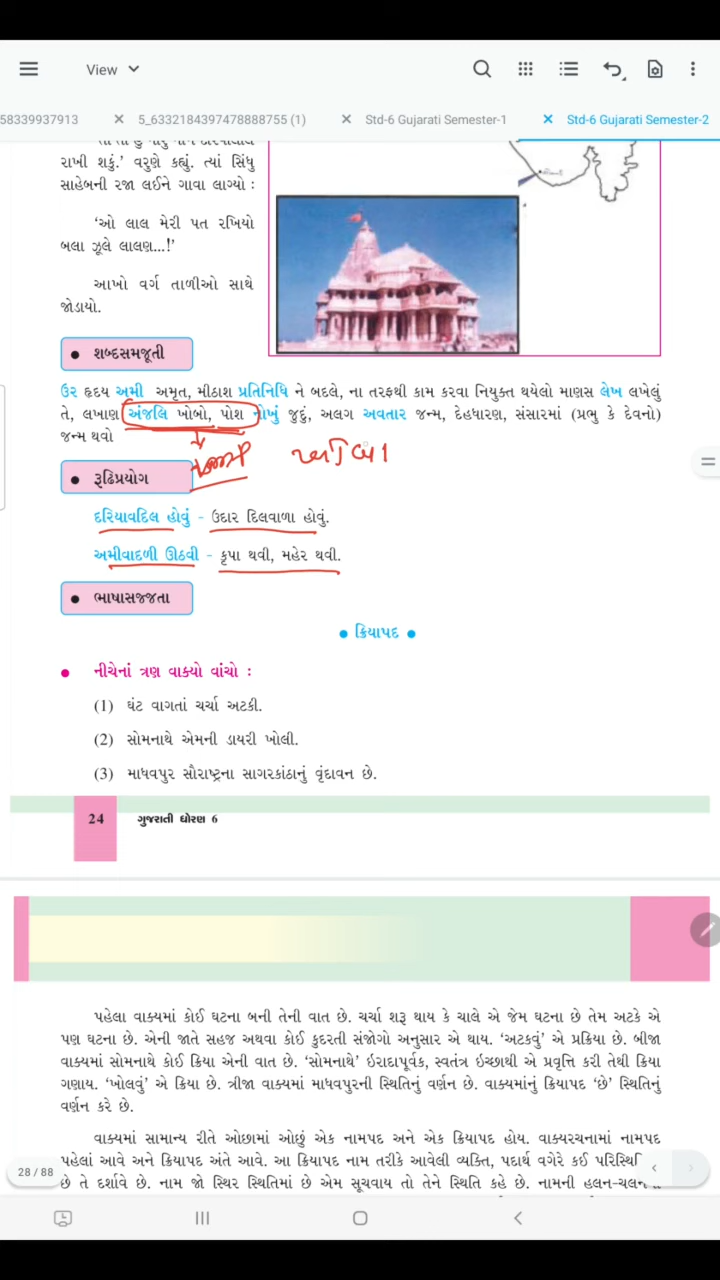 View
58339937913
5_6332184397478888755 (1)
Std-6 Gujarati Semester-1
Std-6 Gujarati Semester-2
રાખી શકું.’ વરુણે કહ્યું. ત્યાં સિંધુ
સાહેબની રજા લઈને ગાવા લાગ્યો :
‘ઓ લાલ મેરી પત રખિયો
બલા ઝૂલે લાલણ...!’
આખો વર્ગ તાળીઓ સાથે
જોડાયો.
● શબ્દસમજૂતી
ઉર હૃદય અમી અમૃત, મીઠાશ પ્રતિનિધિ ને બદલે, ના તરફથી કામ કરવા નિયુક્ત થયેલો માણસ લેખ લખેલું
તે, લખાણ અંજલિ ખોબો, પોશ નોખું જુદું, અલગ અવતાર જન્મ, દેહધારણ, સંસારમાં (પ્રભુ કે દેવનો)
જન્મ થવો
● રૂઢિપ્રયોગ
દરિયાવદિલ હોવું - ઉદાર દિલવાળા હોવું.
અમીવાદળી ઊઠવી - કૃપા થવી, મહેર થવી.
● ભાષાસજ્જતા
● ક્રિયાપદ ●
● નીચેનાં ત્રણ વાક્યો વાંચો :
(1) ઘંટ વાગતાં ચર્ચા અટકી.
(2) સોમનાથે એમની ડાયરી ખોલી.
(3) માધવપુર સૌરાષ્ટ્રના સાગરકાંઠાનું વૃંદાવન છે.
24 ગુજરાતી ધોરણ 6
પહેલા વાક્યમાં કોઈ ઘટના બની તેની વાત છે. ચર્ચા શરૂ થાય કે ચાલે એ જેમ ઘટના છે તેમ અટકે એ
પણ ઘટના છે. એની જાતે સહજ અથવા કોઈ કુદરતી સંજોગો અનુસાર એ થાય. ‘અટકવું’ એ પ્રક્રિયા છે. બીજા
વાક્યમાં સોમનાથે કોઈ ક્રિયા એની વાત છે. ‘સોમનાથે’ ઇરાદાપૂર્વક, સ્વતંત્ર ઇચ્છાથી એ પ્રવૃત્તિ કરી તેથી ક્રિયા
ગણાય. ‘ખોલવું’ એ ક્રિયા છે. ત્રીજા વાક્યમાં માધવપુરની સ્થિતિનું વર્ણન છે. વાક્યમાંનું ક્રિયાપદ ‘છે’ સ્થિતિનું
વર્ણન કરે છે.
વાક્યમાં સામાન્ય રીતે ઓછામાં ઓછું એક નામપદ અને એક ક્રિયાપદ હોય. વાક્યરચનામાં નામપદ
પહેલાં આવે અને ક્રિયાપદ અંતે આવે. આ ક્રિયાપદ નામ તરીકે આવેલી વ્યક્તિ, પદાર્થ વગેરે કઈ
28 / 88
છે તે દર્શાવે છે. નામ જો સ્થિર સ્થિતિમાં છે એમ સૂચવાય તો તેને સ્થિતિ કહે છે. નામની